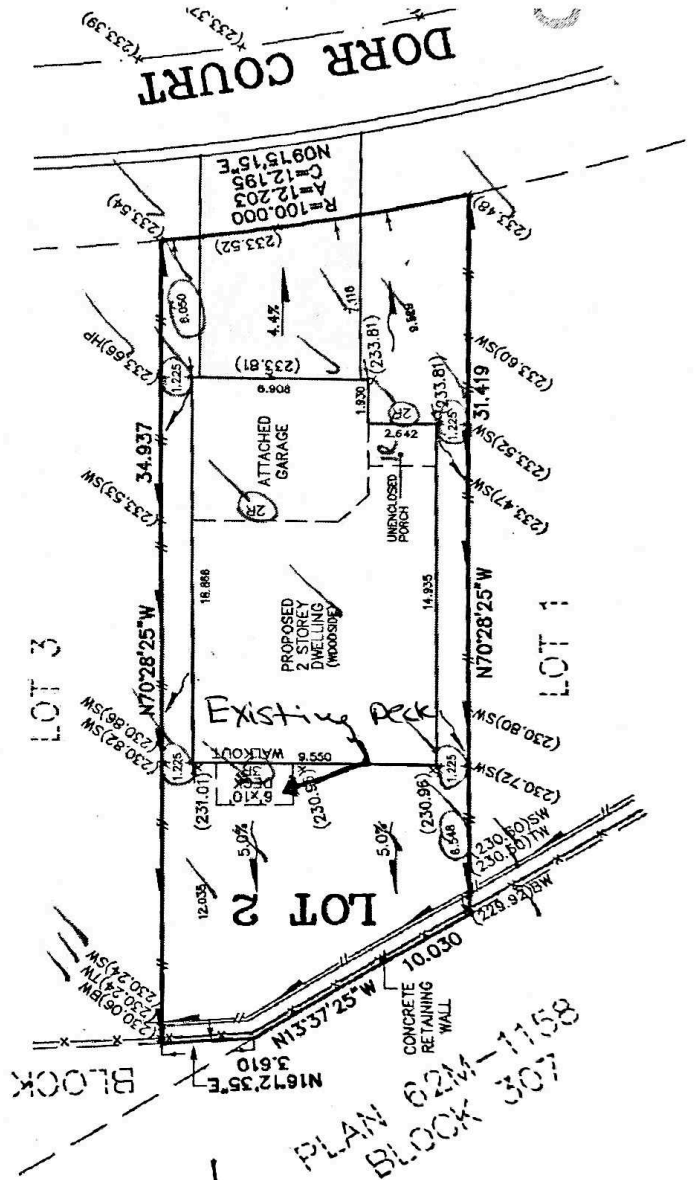 (233.39)
(233.37
DORR COURT
R=100.000
A=12.203
C=12.195
N09°15'15"E
(233.54)
(233.52)
(233.48)
(233.66)HP
6.050
4.4%
7.116
9.589
(233.60)SW
1.225
(233.81)
6.908
(233.81)
1.930
2R
2.642
(233.81)
1.225
(233.52)SW
31.419
34.937
(233.53)SW
ATTACHED
GARAGE
2R
1R
UNENCLOSED
PORCH
(233.47)SW
18.868
PROPOSED
2 STOREY
DWELLING
(WOODSIDE)
14.935
LOT 3
N70°28'25"W
N70°28'25"W
LOT 1
(230.86)SW
(230.82)SW
Existing Deck
WALKOUT
9.550
(230.80)SW
(230.72)SW
1.225
1.225
6x10
DECK
(231.01)
(230.96)
5.0%
5.0%
6.548
(230.60)SW
(230.60)TW
(229.92)BW
12.035
LOT 2
(230.24)SW
(230.24)TW
(230.06)BW
10.030
N13°37'25"W
CONCRETE
RETAINING
WALL
3.610
N16°12'35"E
BLOCK
PLAN 62M-1158
BLOCK 307